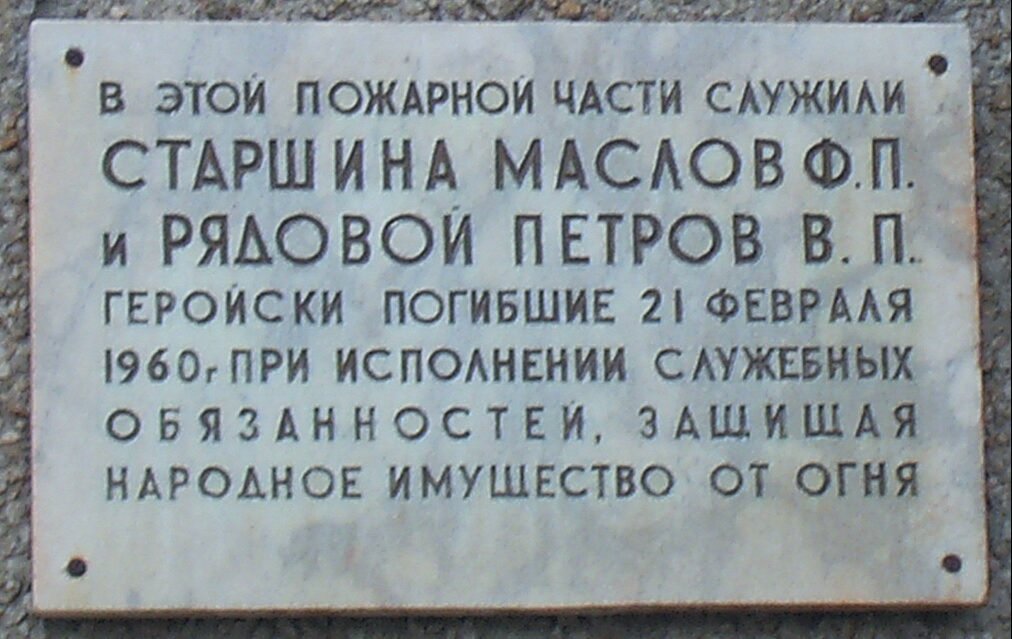 В ЭТОЙ ПОЖАРНОЙ ЧАСТИ СЛУЖИЛИ
СТАРШИНА МАСЛОВ Ф.П.
и РЯДОВОЙ ПЕТРОВ В. П.
ГЕРОЙСКИ ПОГИБШИЕ 21 ФЕВРАЛЯ
1960г ПРИ ИСПОЛНЕНИИ СЛУЖЕБНЫХ
ОБЯЗАННОСТЕЙ, ЗАЩИЩАЯ
НАРОДНОЕ ИМУЩЕСТВО ОТ ОГНЯ